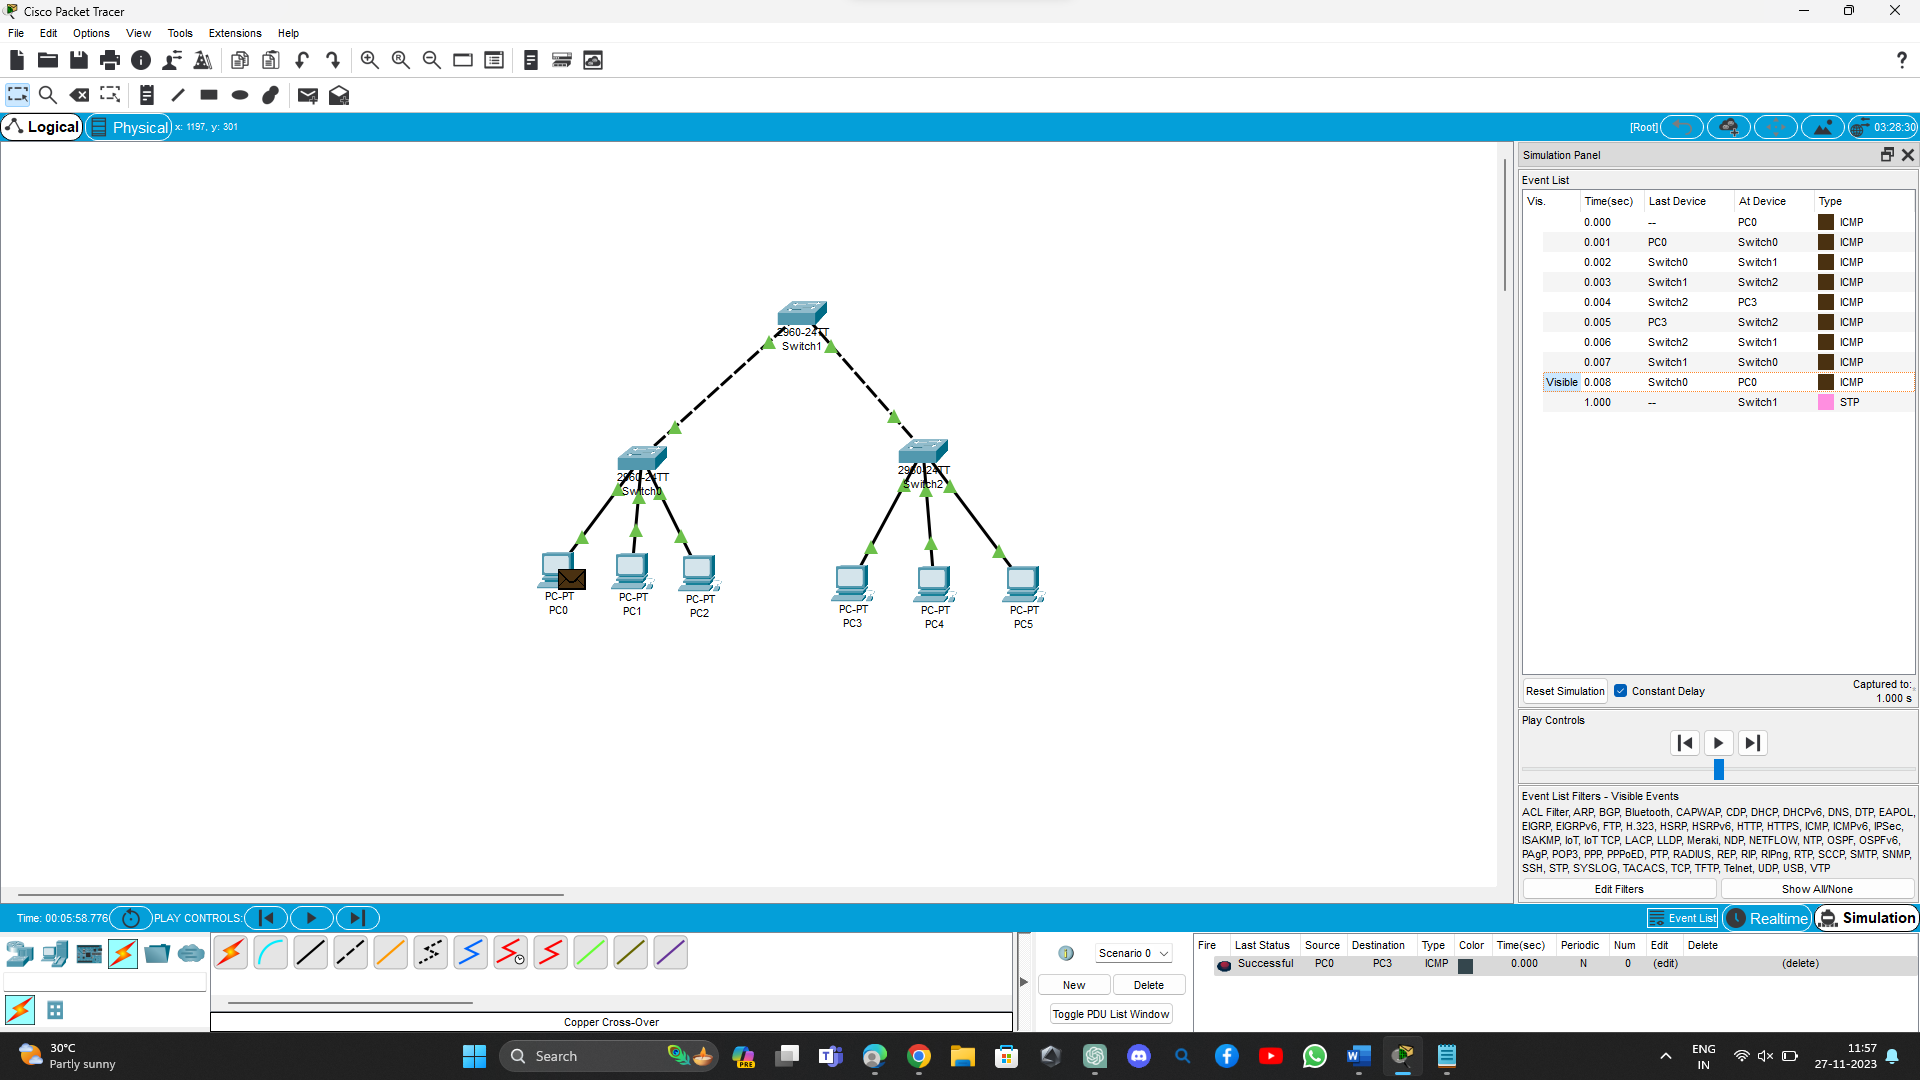 Cisco Packet Tracer
File Edit Options View Tools Extensions Help
Logical Physical x: 1197, y: 301 [Root] 03:28:30
Simulation Panel
Event List
Vis. Time(sec) Last Device At Device Type
0.000 -- PC0 ICMP
0.001 PC0 Switch0 ICMP
0.002 Switch0 Switch1 ICMP
0.003 Switch1 Switch2 ICMP
0.004 Switch2 PC3 ICMP
0.005 PC3 Switch2 ICMP
0.006 Switch2 Switch1 ICMP
0.007 Switch1 Switch0 ICMP
Visible 0.008 Switch0 PC0 ICMP
1.000 -- Switch1 STP
2960-24TT
Switch1
2960-24TT
Switch0
2960-24TT
Switch2
PC-PT
PC0
PC-PT
PC1
PC-PT
PC2
PC-PT
PC3
PC-PT
PC4
PC-PT
PC5
Reset Simulation Constant Delay Captured to:
1.000 s
Play Controls
Event List Filters - Visible Events
ACL Filter, ARP, BGP, Bluetooth, CAPWAP, CDP, DHCP, DHCPv6, DNS, DTP, EAPOL,
EIGRP, EIGRPv6, FTP, H.323, HSRP, HSRPv6, HTTP, HTTPS, ICMP, ICMPv6, IPSec,
ISAKMP, IoT, IoT TCP, LACP, LLDP, Meraki, NDP, NETFLOW, NTP, OSPF, OSPFv6,
PAgP, POP3, PPP, PPPoED, PTP, RADIUS, REP, RIP, RIPng, RTP, SCCP, SMTP, SNMP,
SSH, STP, SYSLOG, TACACS, TCP, TFTP, Telnet, UDP, USB, VTP
Edit Filters Show All/None
Time: 00:05:58.776 PLAY CONTROLS: Event List Realtime Simulation
Scenario 0
New Delete
Toggle PDU List Window
Fire Last Status Source Destination Type Color Time(sec) Periodic Num Edit Delete
Successful PC0 PC3 ICMP 0.000 N 0 (edit) (delete)
Copper Cross-Over
30°C
Partly sunny
Search
PRE
ENG
IN
11:57
27-11-2023